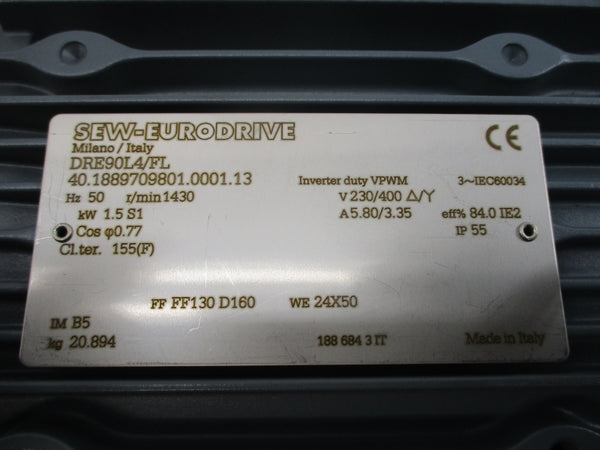 SEW-EURODRIVE
CE
Milano / Italy
DRE90L4/FL
40.1889709801.0001.13 Inverter duty VPWM 3~IEC60034
Hz 50 r/min 1430 V 230/400 Δ/Y
kW 1.5 S1 A 5.80/3.35 eff% 84.0 IE2
Cos φ0.77 IP 55
Cl.ter. 155(F)
FF FF130 D160 WE 24X50
IM B5
kg 20.894 188 684 3 IT Made in Italy